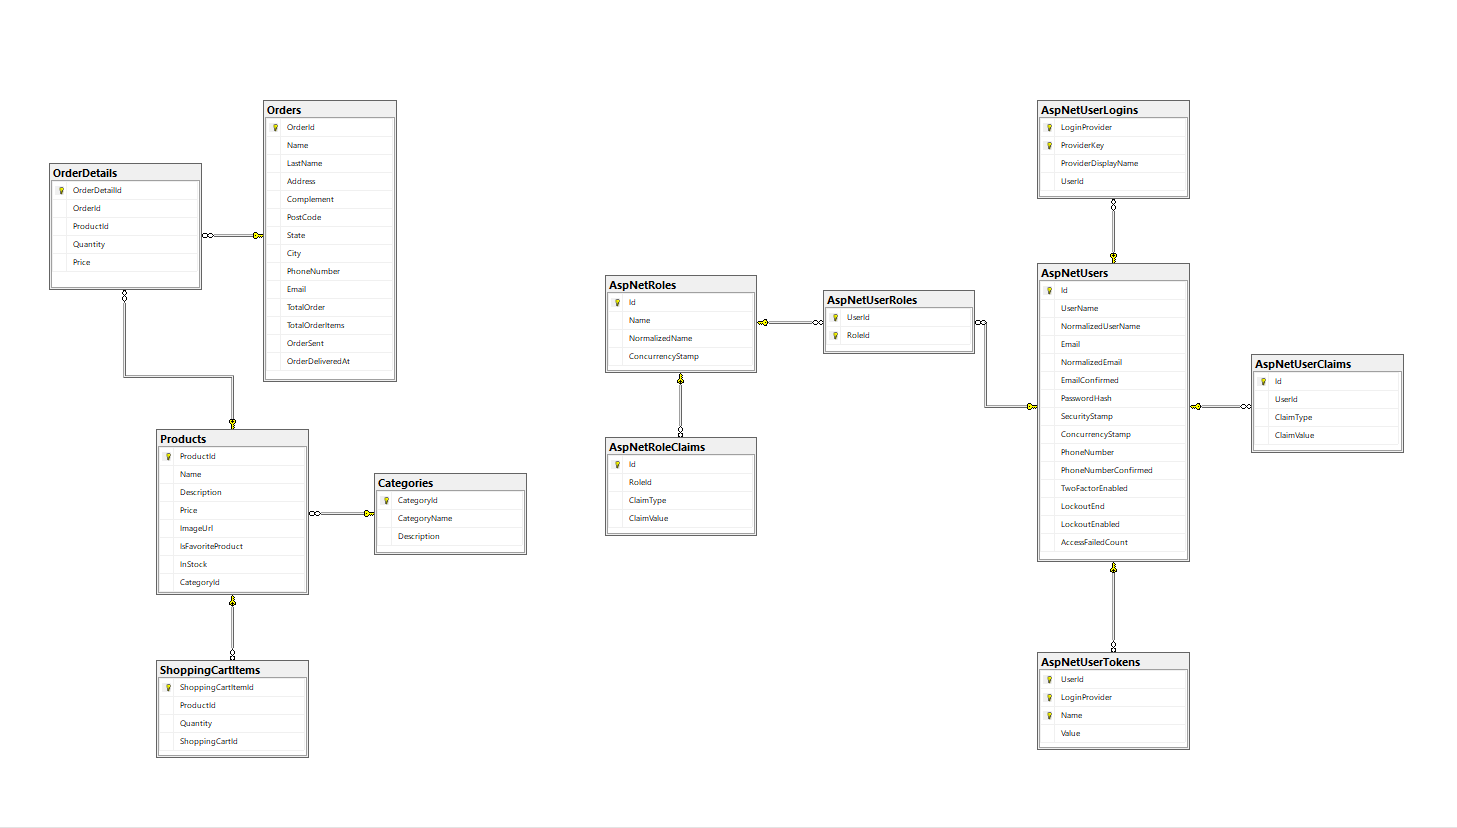 Orders
OrderId
Name
LastName
Address
Complement
PostCode
State
City
PhoneNumber
Email
TotalOrder
TotalOrderItems
OrderSent
OrderDeliveredAt
OrderDetails
OrderDetailId
OrderId
ProductId
Quantity
Price
Products
ProductId
Name
Description
Price
ImageUrl
IsFavoriteProduct
InStock
CategoryId
Categories
CategoryId
CategoryName
Description
ShoppingCartItems
ShoppingCartItemId
ProductId
Quantity
ShoppingCartId
AspNetRoles
Id
Name
NormalizedName
ConcurrencyStamp
AspNetRoleClaims
Id
RoleId
ClaimType
ClaimValue
AspNetUserRoles
UserId
RoleId
AspNetUserLogins
LoginProvider
ProviderKey
ProviderDisplayName
UserId
AspNetUsers
Id
UserName
NormalizedUserName
Email
NormalizedEmail
EmailConfirmed
PasswordHash
SecurityStamp
ConcurrencyStamp
PhoneNumber
PhoneNumberConfirmed
TwoFactorEnabled
LockoutEnd
LockoutEnabled
AccessFailedCount
AspNetUserClaims
Id
UserId
ClaimType
ClaimValue
AspNetUserTokens
UserId
LoginProvider
Name
Value